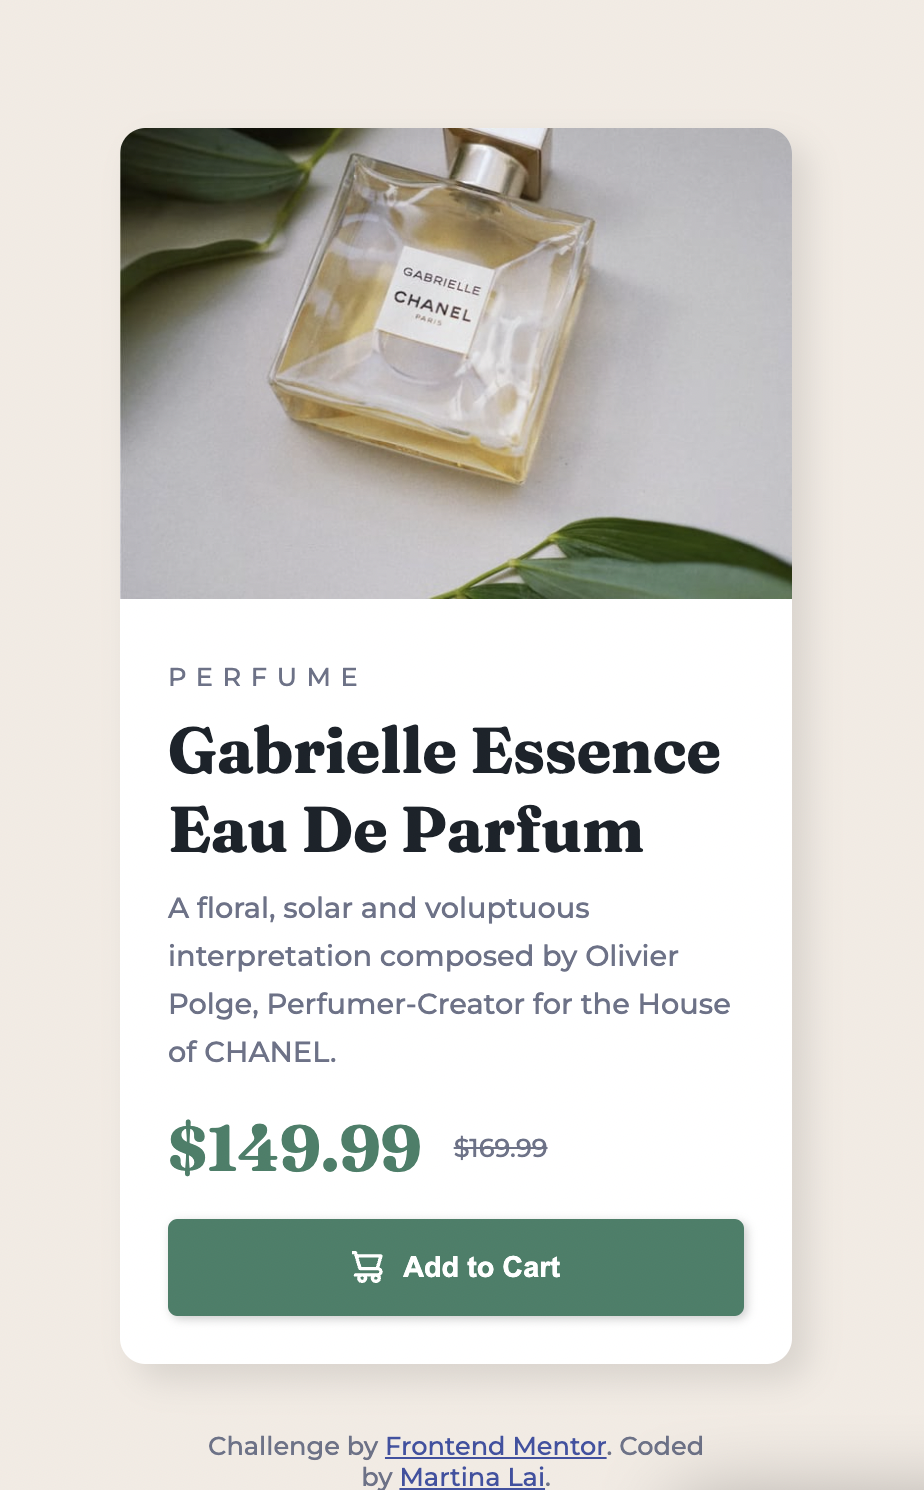 GABRIELLE
CHANEL
PARIS
PERFUME
Gabrielle Essence
Eau De Parfum
A floral, solar and voluptuous
interpretation composed by Olivier
Polge, Perfumer-Creator for the House
of CHANEL.
$149.99 $169.99
Add to Cart
Challenge by Frontend Mentor. Coded
by Martina Lai.